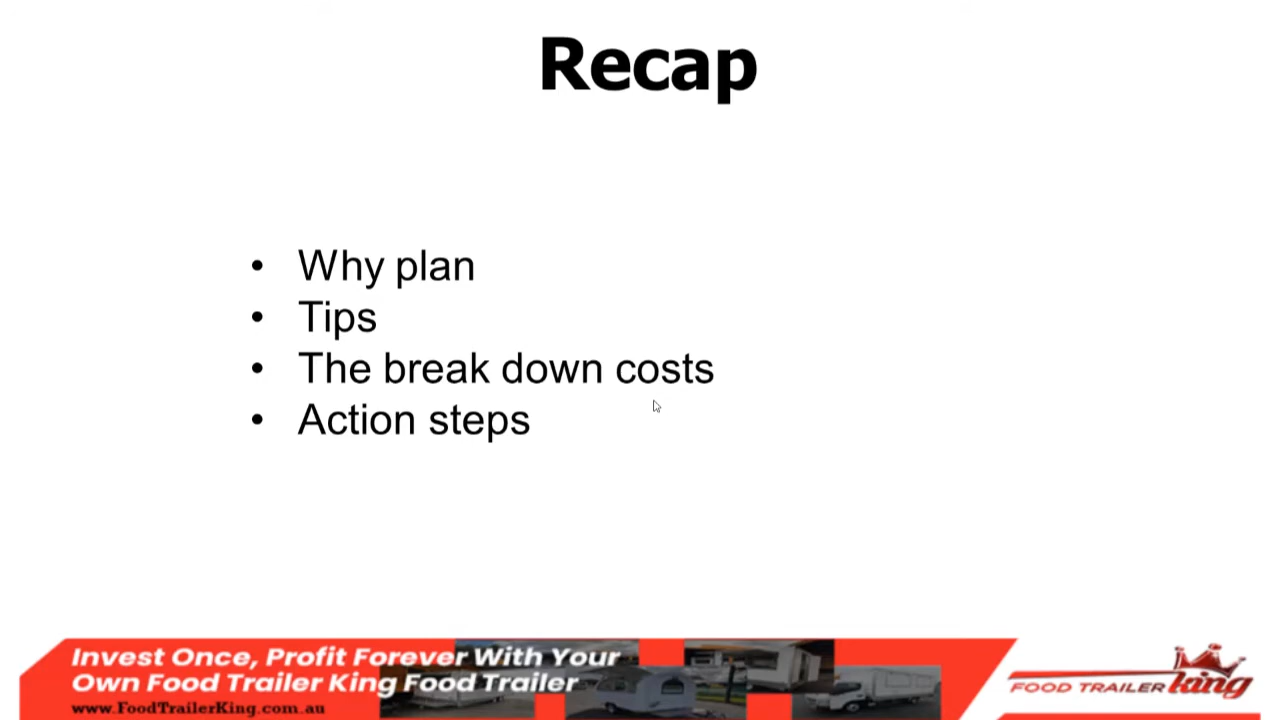 Recap
• Why plan
• Tips
• The break down costs
• Action steps
Invest Once, Profit Forever With Your
Own Food Trailer King Food Trailer
www.FoodTrailerKing.com.au
FOOD TRAILER king